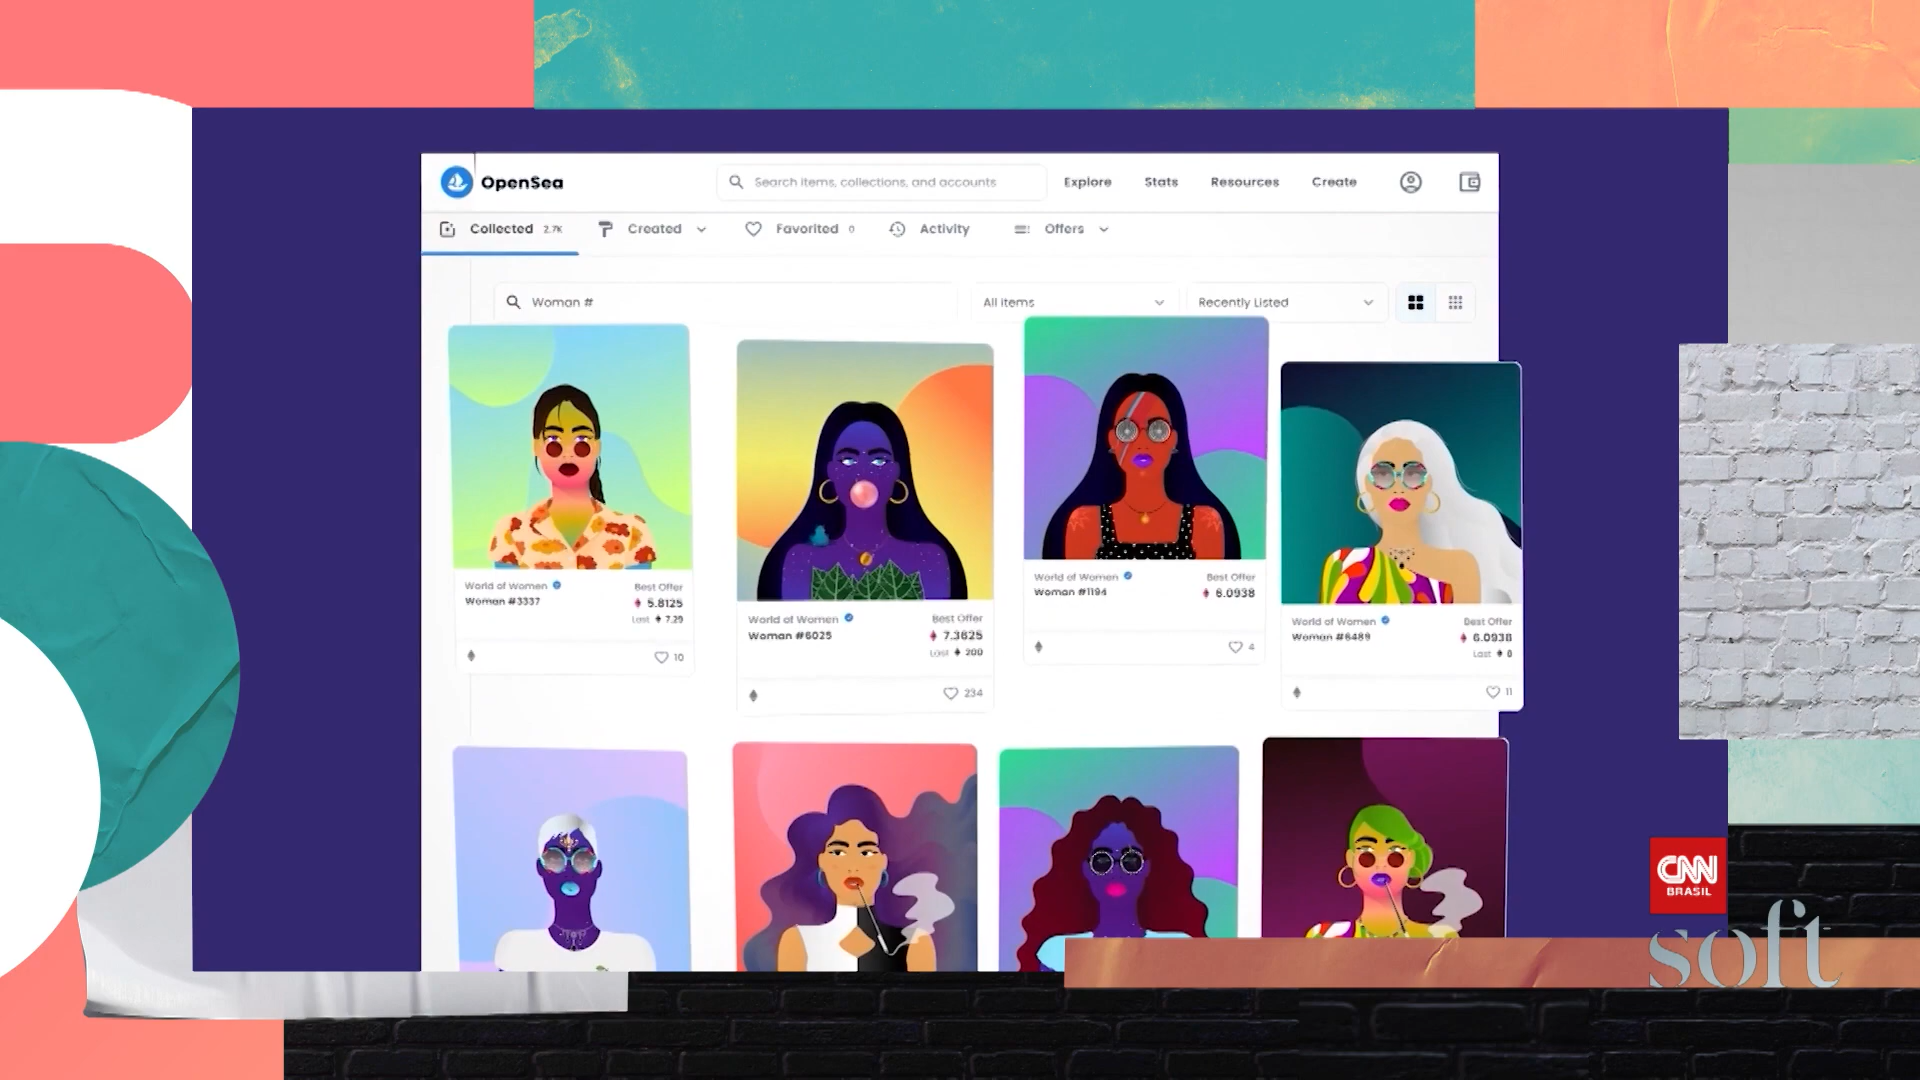 OpenSea
Search items, collections, and accounts
Explore
Stats
Resources
Create
Collected 2.7K
Created
Favorited 0
Activity
Offers
Woman #
All items
Recently Listed
World of Women
Best Offer
Woman #3337
5.8125
Last 7.29
10
World of Women
Best Offer
Woman #6025
7.3625
Last 200
234
World of Women
Best Offer
Woman #1194
6.0938
4
World of Women
Best Offer
Woman #6489
6.0938
Last 0
11
CNN
BRASIL
soft